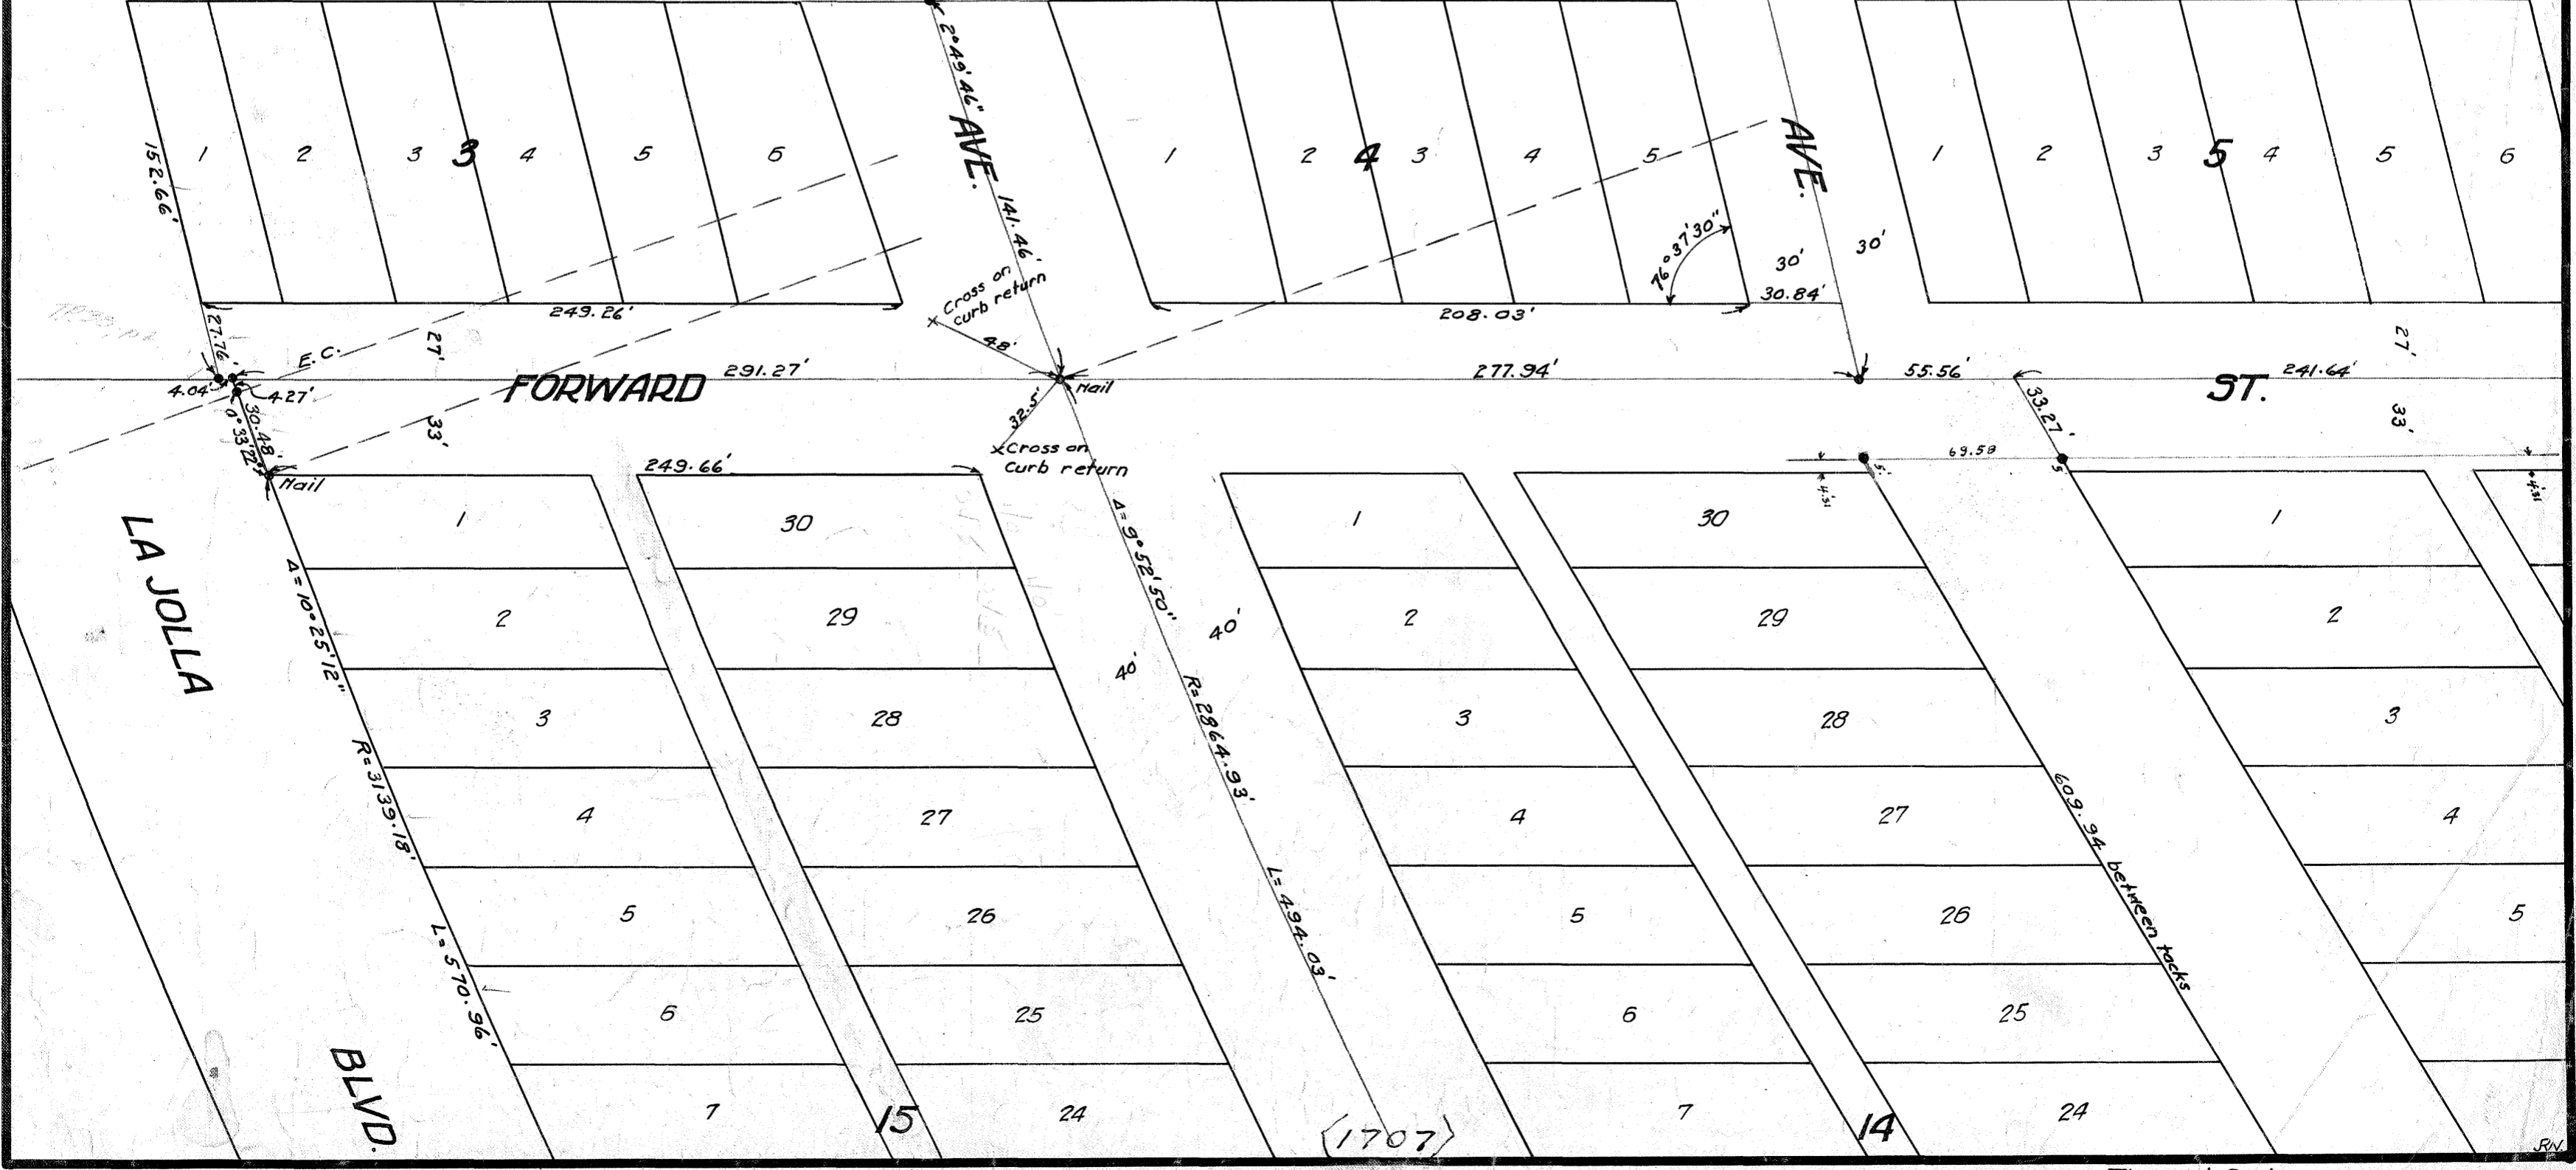 2°49'46"
AVE.
141.46'
AVE.
152.66'
1 2 3 3 4 5 6
1 2 4 3 4 5
1 2 3 5 4 5 6
76°37'30"
30' 30'
30.84'
Cross on
curb return
48'
249.26'
208.03'
27.76'
E.C.
27'
27'
4.04'
4.27'
291.27'
FORWARD
Nail
277.94'
55.56'
241.64'
ST.
30.48'
0°33'22"
33'
32.5'
33.27'
33'
Cross on
Curb return
249.66'
Nail
69.58
5'
5
4.31
4.31
LA JOLLA
BLVD.
Δ=10°25'12"
R=3139.18'
L=570.96'
1 30
2 29
3 28
4 27
5 26
6 25
7 15 24
Δ=9°52'50"
40'
40'
R=2864.93'
L=494.03'
(1707)
1 30
2 29
3 28
4 27
5 26
6 25
7 14 24
609.94 between tacks
1
2
3
4
5
RN